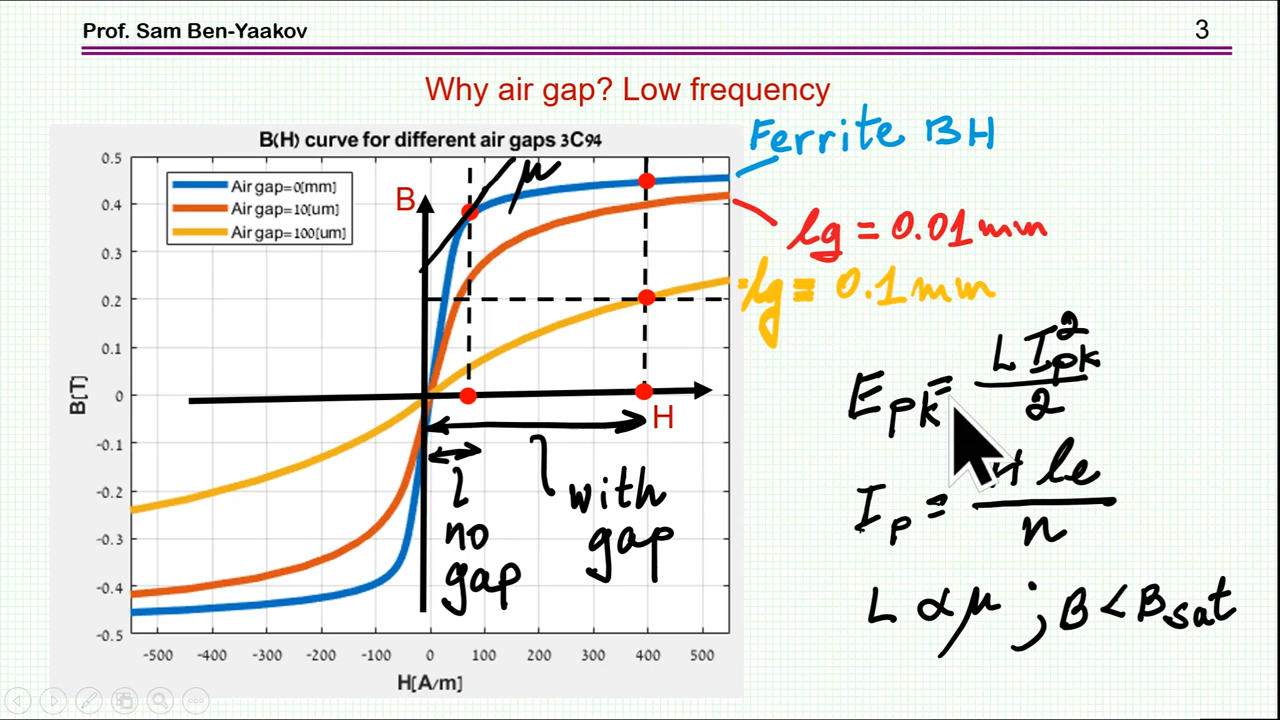 Prof. Sam Ben-Yaakov
3
Why air gap? Low frequency
B(H) curve for different air gaps 3C94
Ferrite BH
Air gap=0[mm]
Air gap=10[um]
Air gap=100[um]
B
μ
lg = 0.01 mm
lg = 0.1 mm
Epk = L Ipk² / 2
H
with gap
no gap
Ip = H le / n
L ∝ μ ; B < Bsat
0.5
0.4
0.3
0.2
0.1
0
-0.1
-0.2
-0.3
-0.4
-0.5
B[T]
-500 -400 -300 -200 -100 0 100 200 300 400 500
H[A/m]